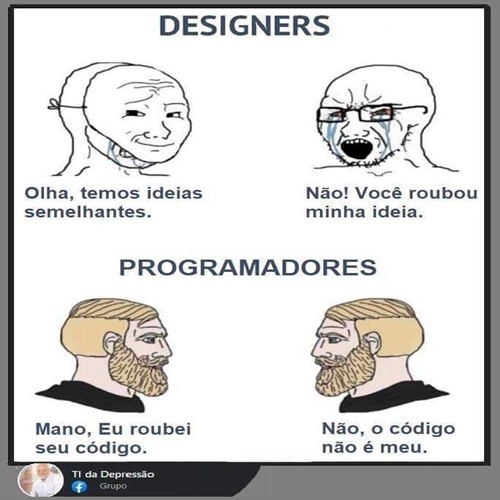 DESIGNERS
Olha, temos ideias
semelhantes.
Não! Você roubou
minha ideia.
PROGRAMADORES
Mano, Eu roubei
seu código.
Não, o código
não é meu.
TI da Depressão
Grupo